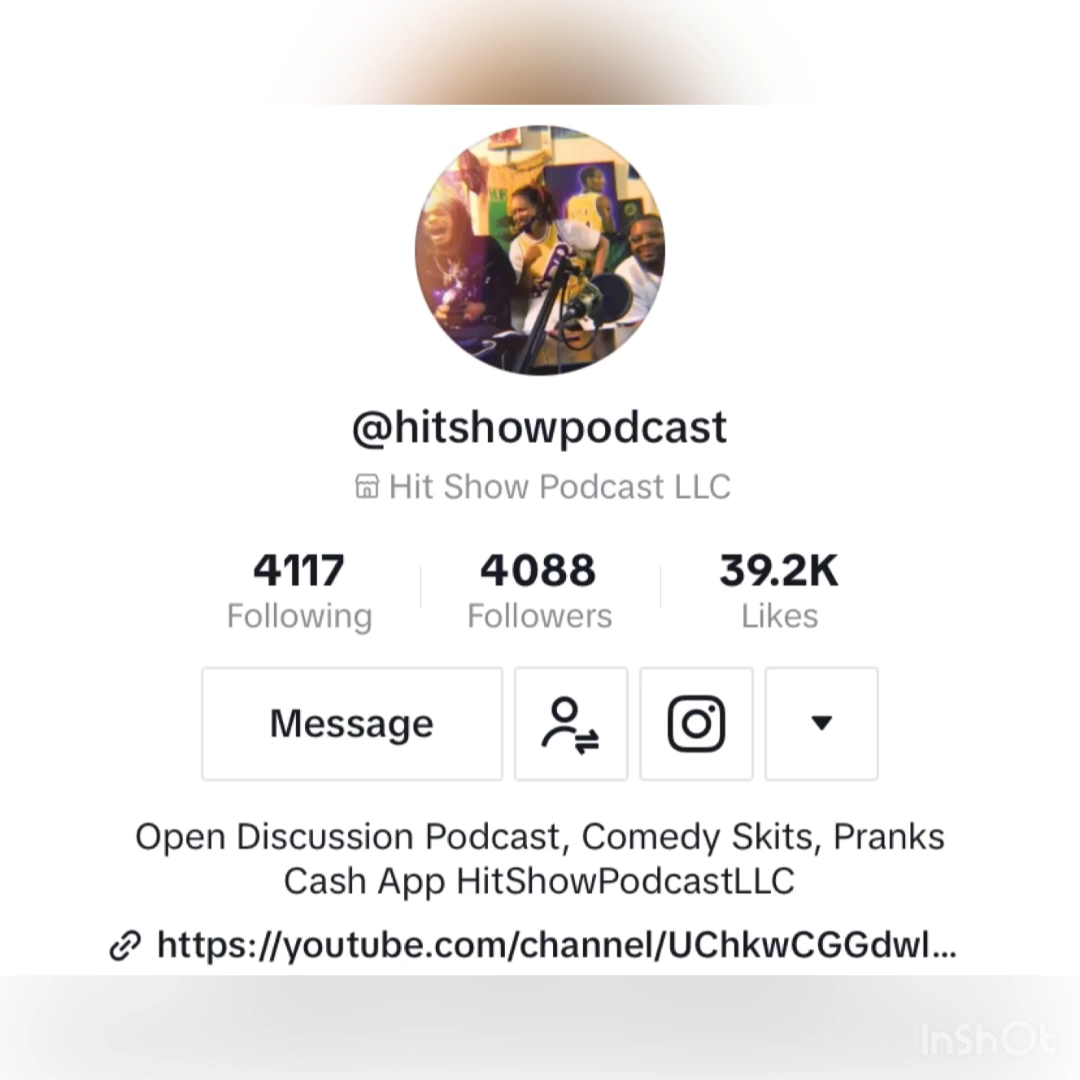 @hitshowpodcast
Hit Show Podcast LLC
4117 4088 39.2K
Following Followers Likes
Message
Open Discussion Podcast, Comedy Skits, Pranks
Cash App HitShowPodcastLLC
https://youtube.com/channel/UChkwCGGdwl...
InShOt